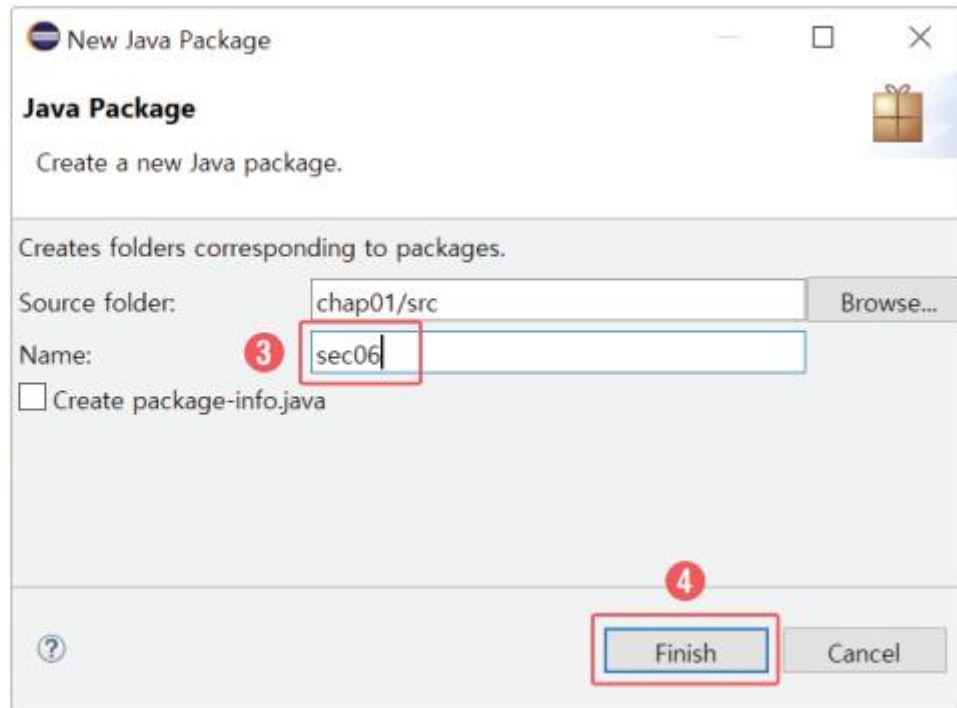 New Java Package
Java Package
Create a new Java package.
Creates folders corresponding to packages.
Source folder: chap01/src Browse...
Name: 3 sec06
Create package-info.java
4
? Finish Cancel